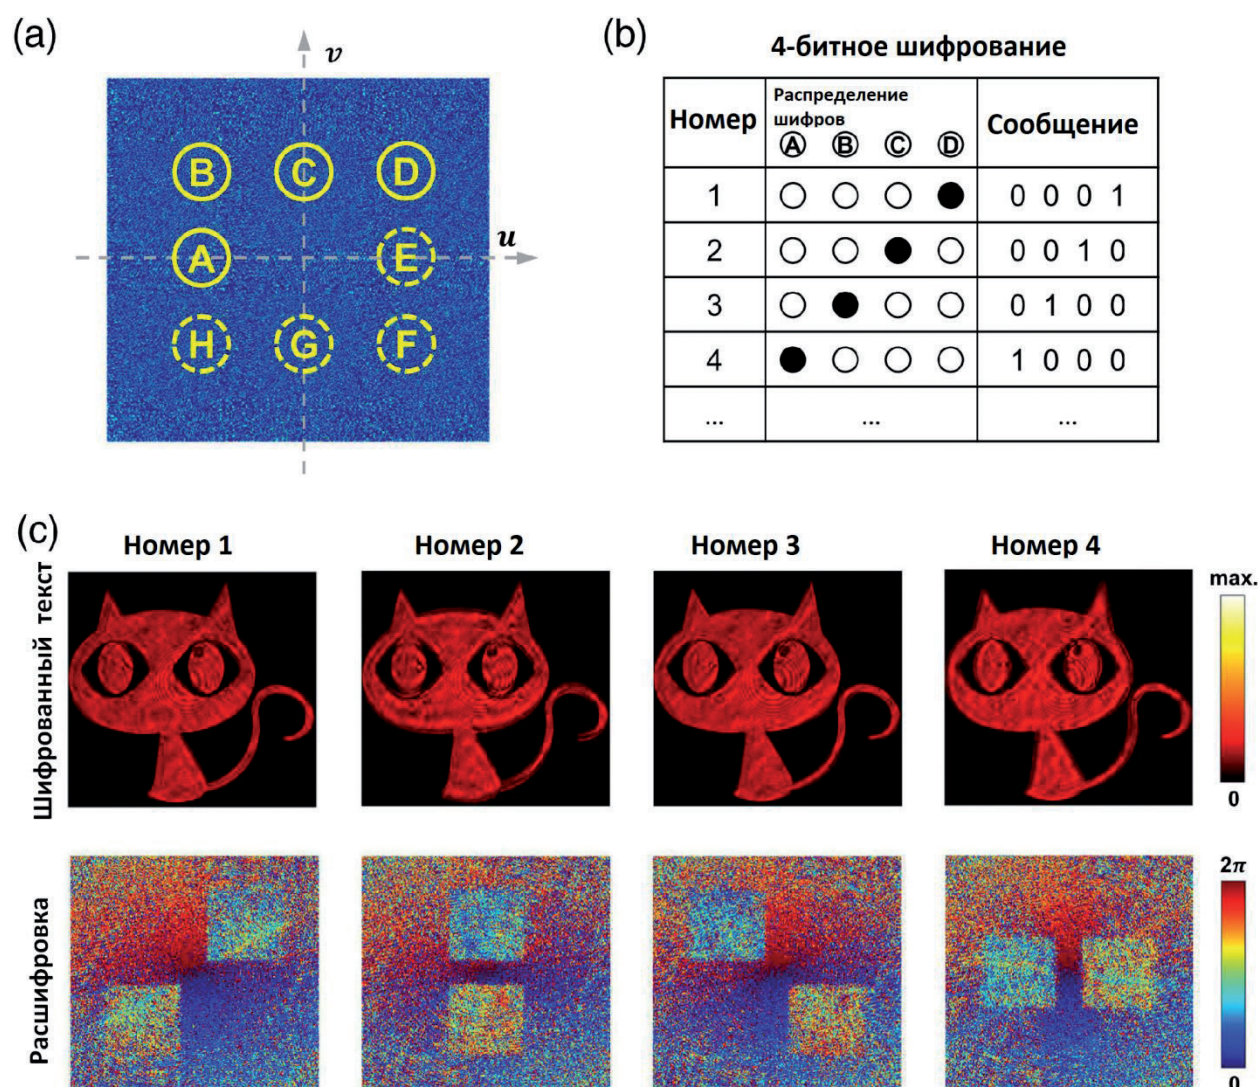 (a)
v
u
B C D
A E
H G F
(b)
4-битное шифрование
Номер
Распределение
шифров
A B C D
Сообщение
1 0 0 0 1
2 0 0 1 0
3 0 1 0 0
4 1 0 0 0
... ... ...
(c)
Номер 1 Номер 2 Номер 3 Номер 4
Шифрованный текст
max.
0
Расшифровка
2π
0